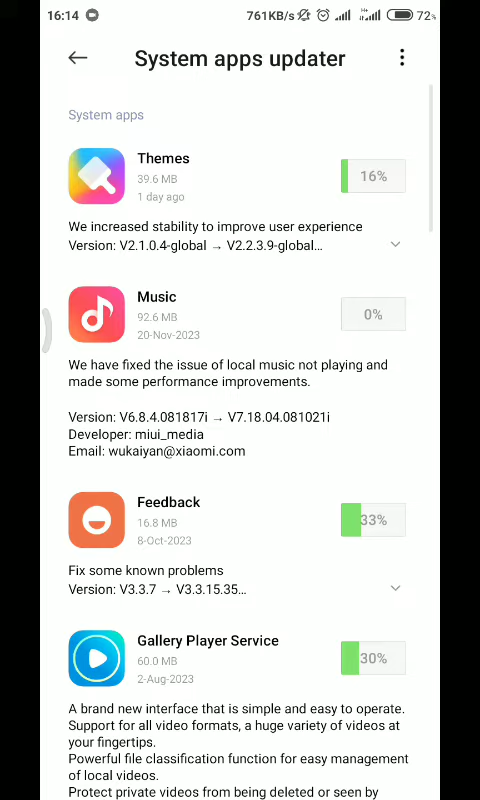 16:14 761KB/s 72%
System apps updater
System apps
Themes
39.6 MB
1 day ago
16%
We increased stability to improve user experience
Version: V2.1.0.4-global → V2.2.3.9-global...
Music
92.6 MB
20-Nov-2023
0%
We have fixed the issue of local music not playing and
made some performance improvements.
Version: V6.8.4.081817i → V7.18.04.081021i
Developer: miui_media
Email: wukaiyan@xiaomi.com
Feedback
16.8 MB
8-Oct-2023
33%
Fix some known problems
Version: V3.3.7 → V3.3.15.35...
Gallery Player Service
60.0 MB
2-Aug-2023
30%
A brand new interface that is simple and easy to operate.
Support for all video formats, a huge variety of videos at
your fingertips.
Powerful file classification function for easy management
of local videos.
Protect private videos from being deleted or seen by